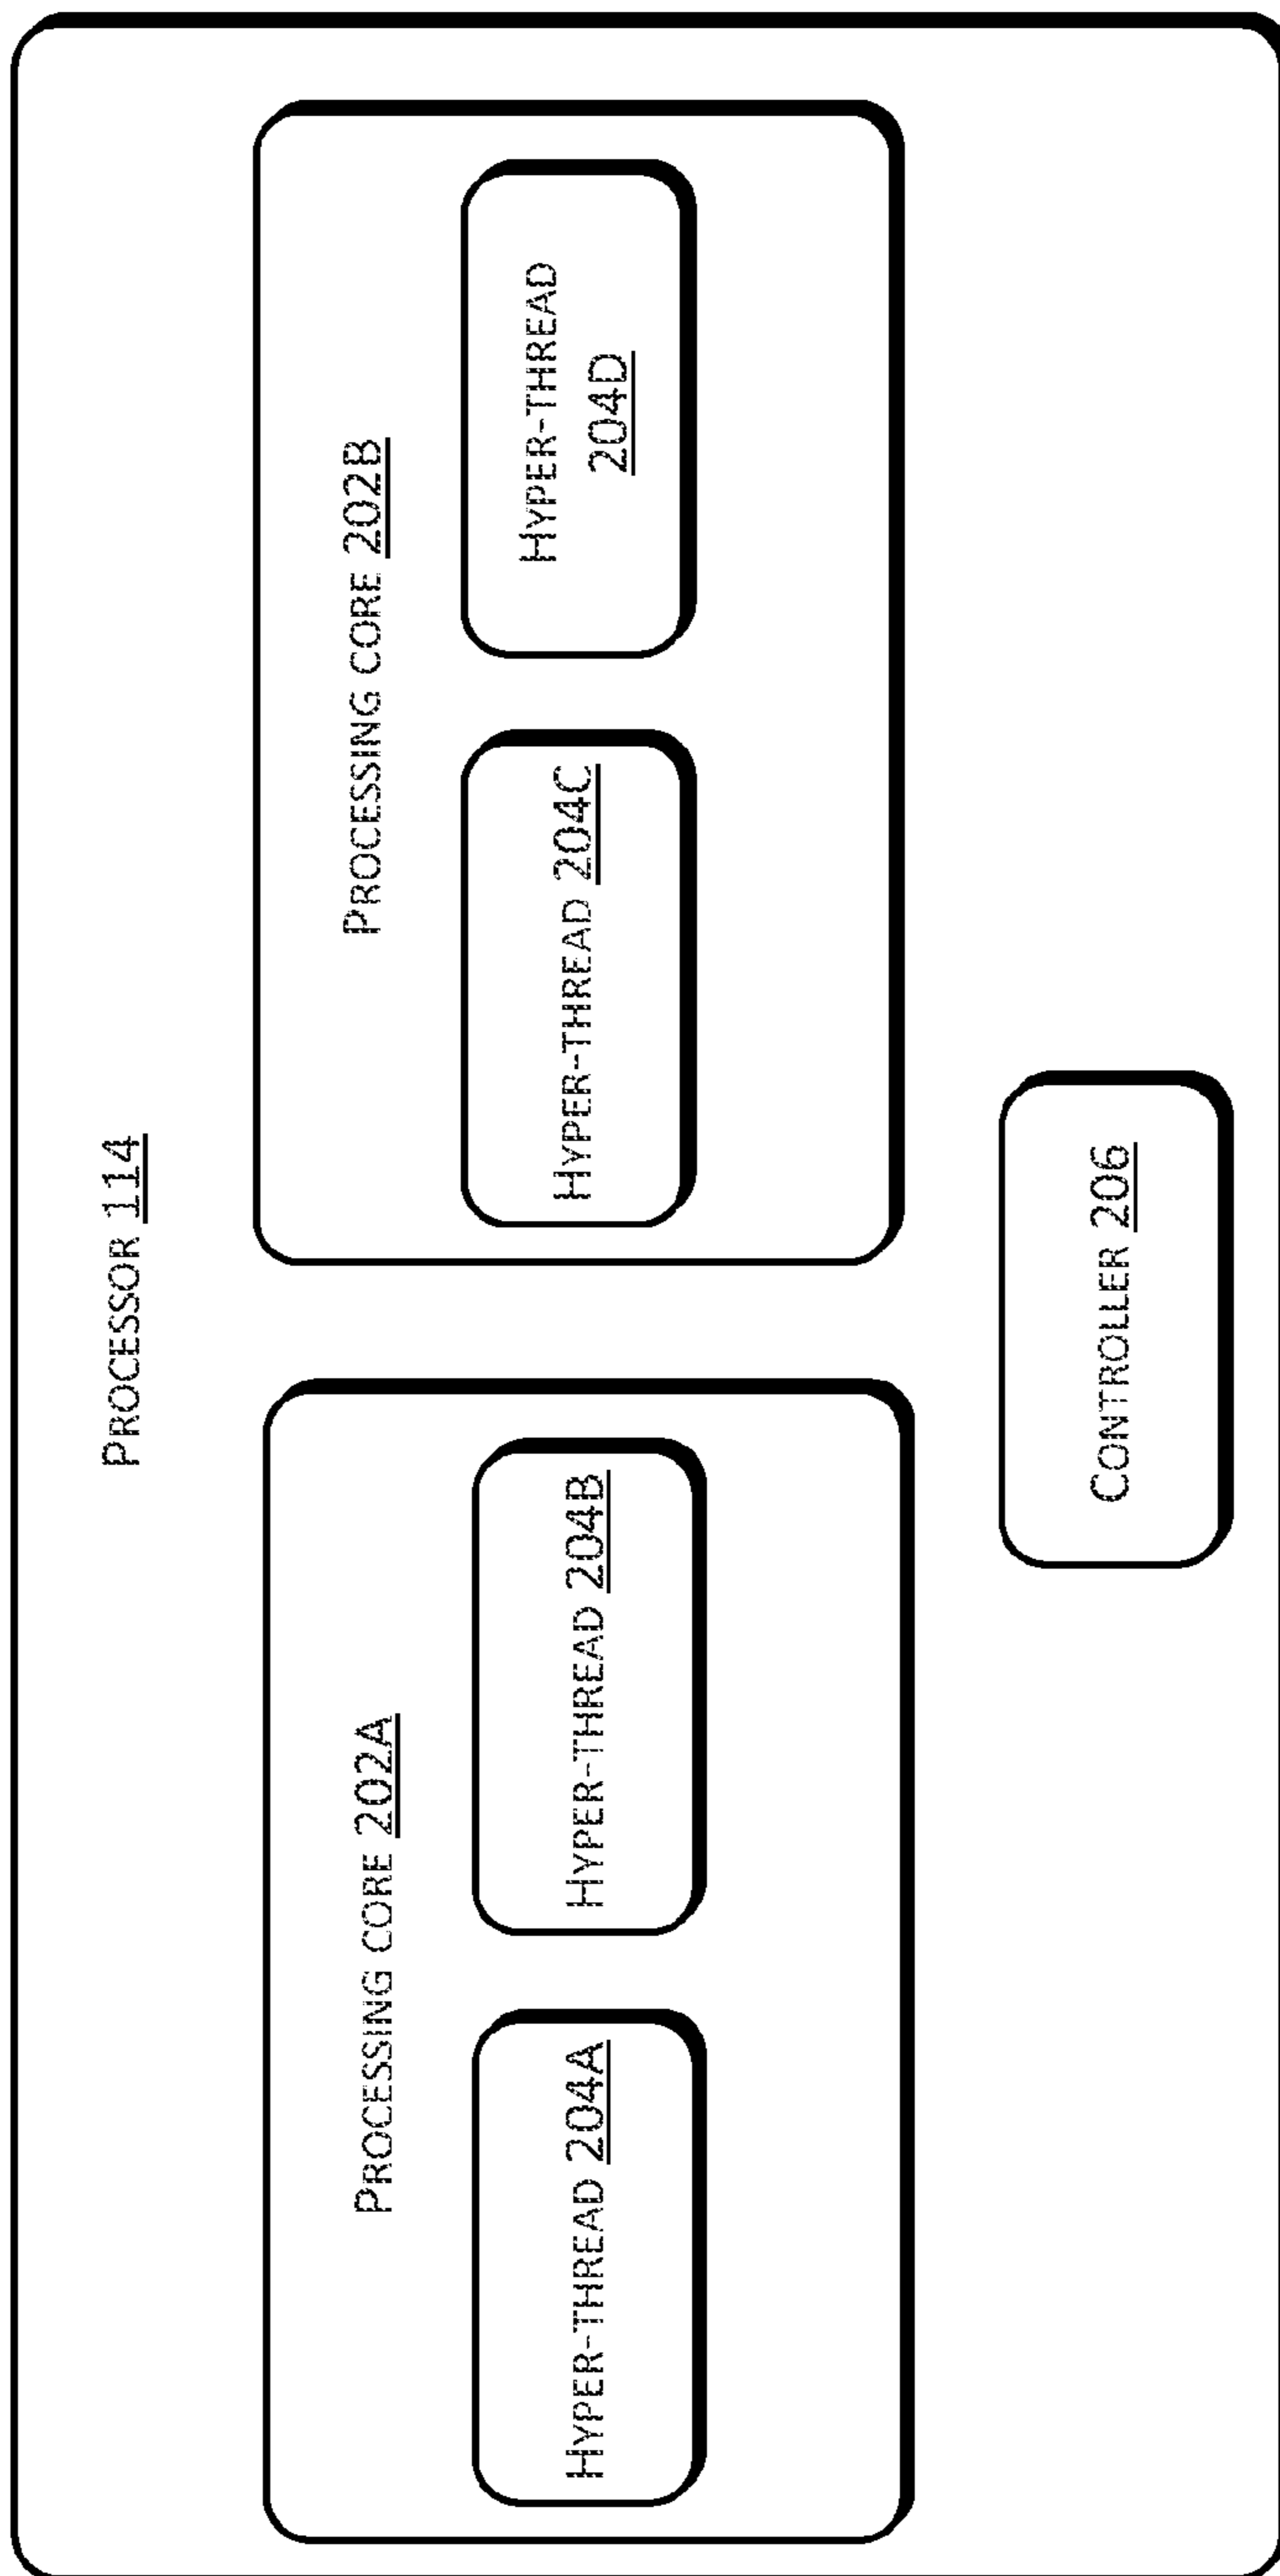 PROCESSOR 114
PROCESSING CORE 202A
HYPER-THREAD 204A
HYPER-THREAD 204B
PROCESSING CORE 202B
HYPER-THREAD 204C
HYPER-THREAD
204D
CONTROLLER 206